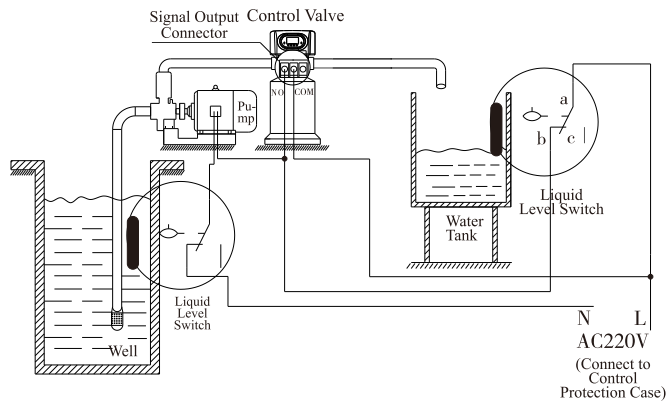 Signal Output
Connector
Control Valve
NO
COM
Pu-
mp
a
b
c
Liquid
Level Switch
Water
Tank
Liquid
Level
Switch
Well
N
L
AC220V
(Connect to
Control
Protection Case)